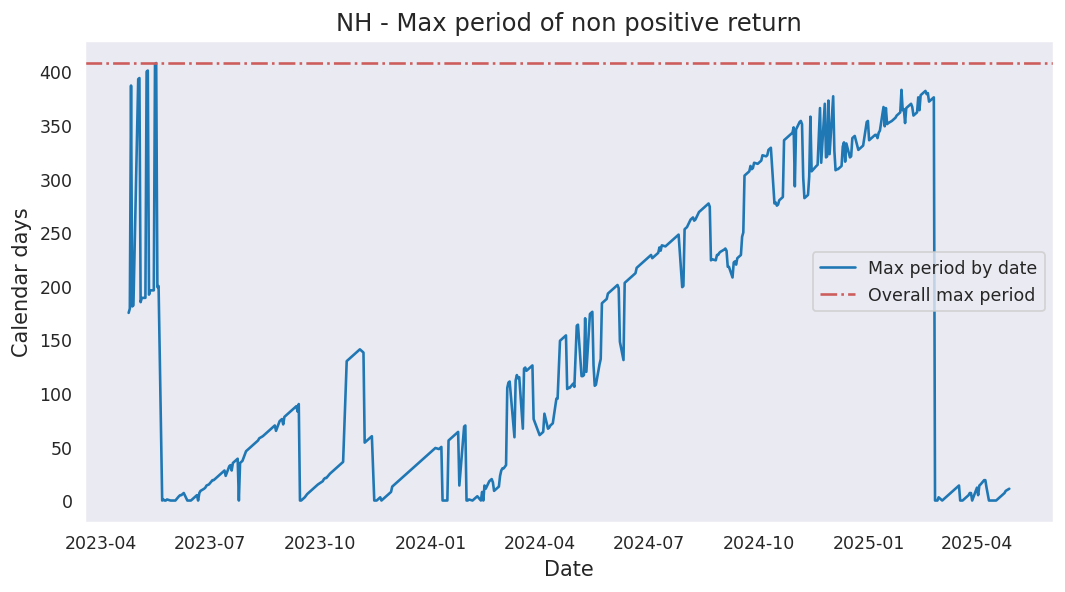 NH - Max period of non positive return
Calendar days
400
350
300
250
200
150
100
50
0
Max period by date
Overall max period
2023-04 2023-07 2023-10 2024-01 2024-04 2024-07 2024-10 2025-01 2025-04
Date